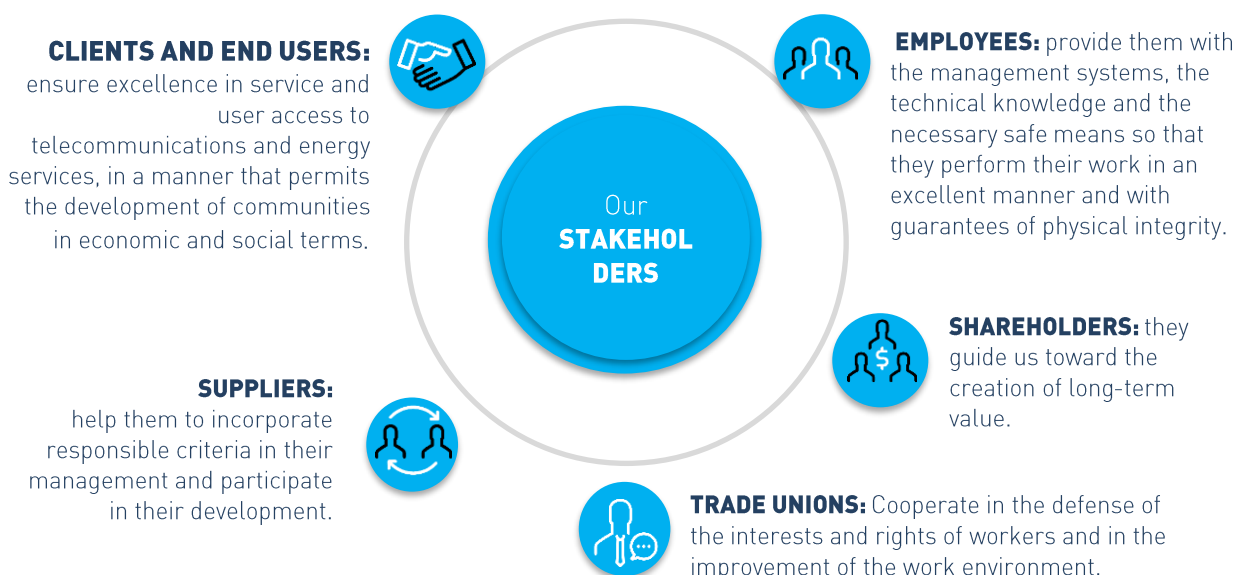 CLIENTS AND END USERS:
ensure excellence in service and
user access to
telecommunications and energy
services, in a manner that permits
the development of communities
in economic and social terms.
EMPLOYEES: provide them with
the management systems, the
technical knowledge and the
necessary safe means so that
they perform their work in an
excellent manner and with
guarantees of physical integrity.
Our
STAKEHOL
DERS
SHAREHOLDERS: they
guide us toward the
creation of long-term
value.
$
SUPPLIERS:
help them to incorporate
responsible criteria in their
management and participate
in their development.
TRADE UNIONS: Cooperate in the defense of
the interests and rights of workers and in the
improvement of the work environment.